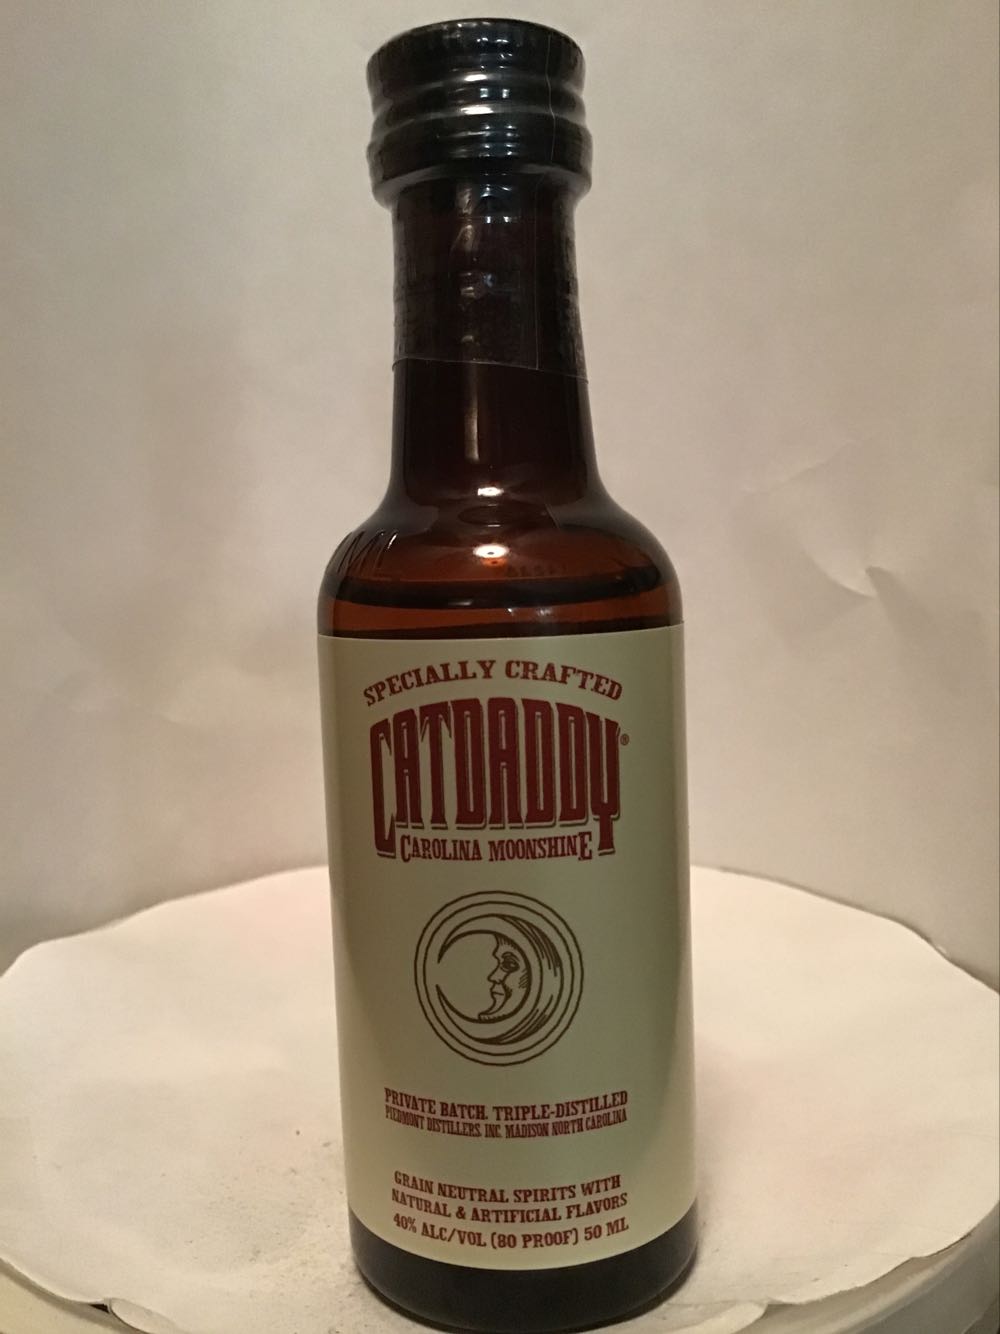 ML
SPECIALLY CRAFTED
CATDADDY®
CAROLINA MOONSHINE
PRIVATE BATCH. TRIPLE-DISTILLED
PIEDMONT DISTILLERS, INC. MADISON NORTH CAROLINA
GRAIN NEUTRAL SPIRITS WITH
NATURAL & ARTIFICIAL FLAVORS
40% ALC/VOL (80 PROOF) 50 ML